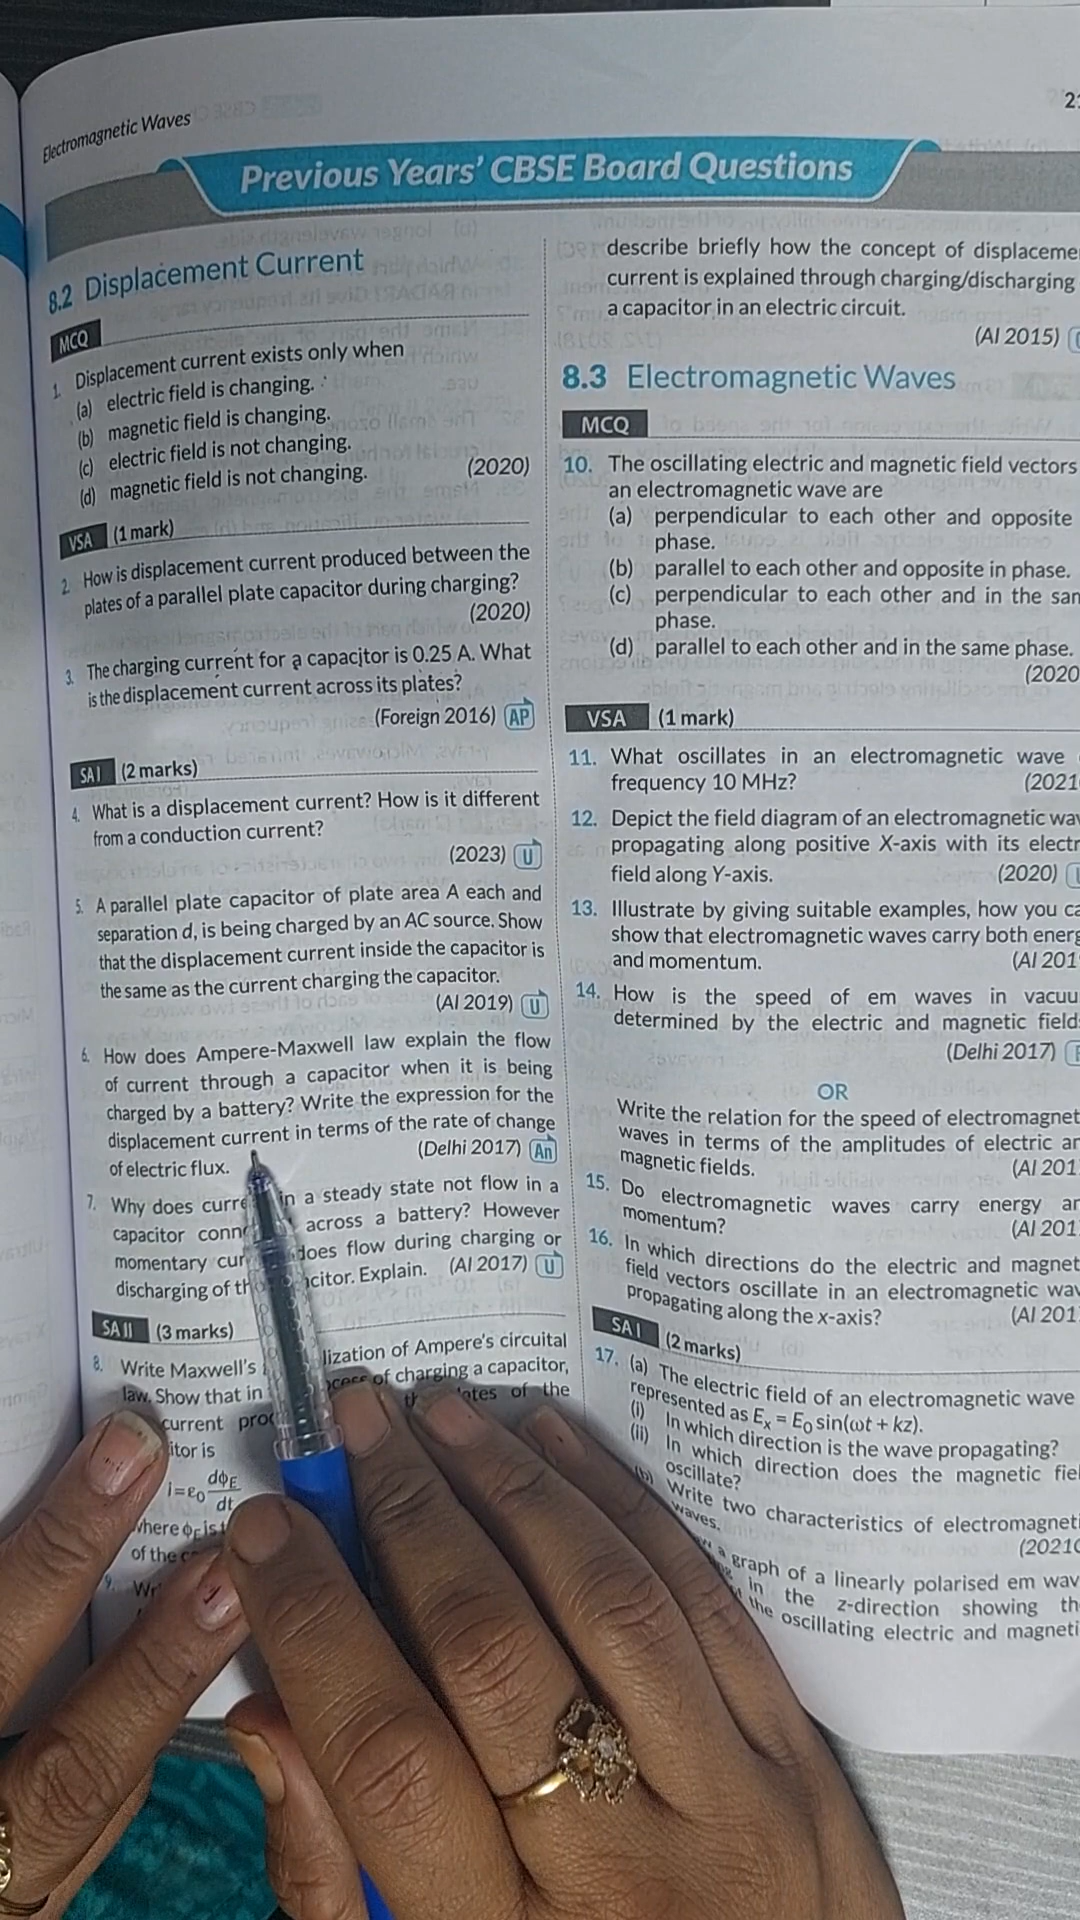 Electromagnetic Waves
Previous Years' CBSE Board Questions
8.2 Displacement Current
MCQ
1. Displacement current exists only when
(a) electric field is changing.
(b) magnetic field is changing.
(c) electric field is not changing.
(d) magnetic field is not changing. (2020)
VSA (1 mark)
2. How is displacement current produced between the
plates of a parallel plate capacitor during charging?
(2020)
3. The charging current for a capacitor is 0.25 A. What
is the displacement current across its plates?
(Foreign 2016) AP
SA I (2 marks)
4. What is a displacement current? How is it different
from a conduction current?
(2023) U
5. A parallel plate capacitor of plate area A each and
separation d, is being charged by an AC source. Show
that the displacement current inside the capacitor is
the same as the current charging the capacitor.
(AI 2019) U
6. How does Ampere-Maxwell law explain the flow
of current through a capacitor when it is being
charged by a battery? Write the expression for the
displacement current in terms of the rate of change
of electric flux. (Delhi 2017) An
7. Why does curre in a steady state not flow in a
capacitor conn across a battery? However
momentary cur does flow during charging or
discharging of th citor. Explain. (AI 2017) U
SA II (3 marks)
8. Write Maxwell's lization of Ampere's circuital
law. Show that in of charging a capacitor,
current of the
itor is
i=ε₀ dϕ_E/dt
where ϕ_E is
of the
9.
describe briefly how the concept of displaceme
current is explained through charging/discharging
a capacitor in an electric circuit.
(AI 2015)
8.3 Electromagnetic Waves
MCQ
10. The oscillating electric and magnetic field vectors
an electromagnetic wave are
(a) perpendicular to each other and opposite
phase.
(b) parallel to each other and opposite in phase.
(c) perpendicular to each other and in the sam
phase.
(d) parallel to each other and in the same phase.
(2020
VSA (1 mark)
11. What oscillates in an electromagnetic wave
frequency 10 MHz? (2021
12. Depict the field diagram of an electromagnetic wav
propagating along positive X-axis with its electr
field along Y-axis. (2020)
13. Illustrate by giving suitable examples, how you ca
show that electromagnetic waves carry both energ
and momentum. (AI 201
14. How is the speed of em waves in vacuu
determined by the electric and magnetic field
(Delhi 2017)
OR
Write the relation for the speed of electromagnet
waves in terms of the amplitudes of electric an
magnetic fields. (AI 201
15. Do electromagnetic waves carry energy an
momentum? (AI 201
16. In which directions do the electric and magnet
field vectors oscillate in an electromagnetic wav
propagating along the x-axis? (AI 201
SA I (2 marks)
17. (a) The electric field of an electromagnetic wave
represented as Eₓ = E₀ sin(ωt + kz).
(i) In which direction is the wave propagating?
(ii) In which direction does the magnetic fiel
oscillate?
(b) Write two characteristics of electromagneti
waves. (2021C
a graph of a linearly polarised em wav
in the z-direction showing th
the oscillating electric and magneti